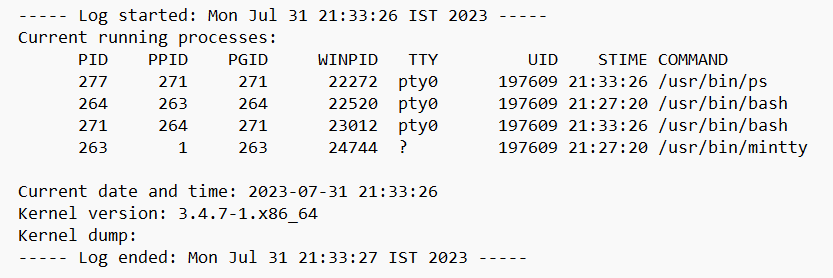 ----- Log started: Mon Jul 31 21:33:26 IST 2023 -----
Current running processes:
      PID    PPID    PGID     WINPID   TTY         UID    STIME COMMAND
      277     271     271      22272  pty0      197609 21:33:26 /usr/bin/ps
      264     263     264      22520  pty0      197609 21:27:20 /usr/bin/bash
      271     264     271      23012  pty0      197609 21:33:26 /usr/bin/bash
      263       1     263      24744  ?         197609 21:27:20 /usr/bin/mintty
Current date and time: 2023-07-31 21:33:26
Kernel version: 3.4.7-1.x86_64
Kernel dump:
----- Log ended: Mon Jul 31 21:33:27 IST 2023 -----